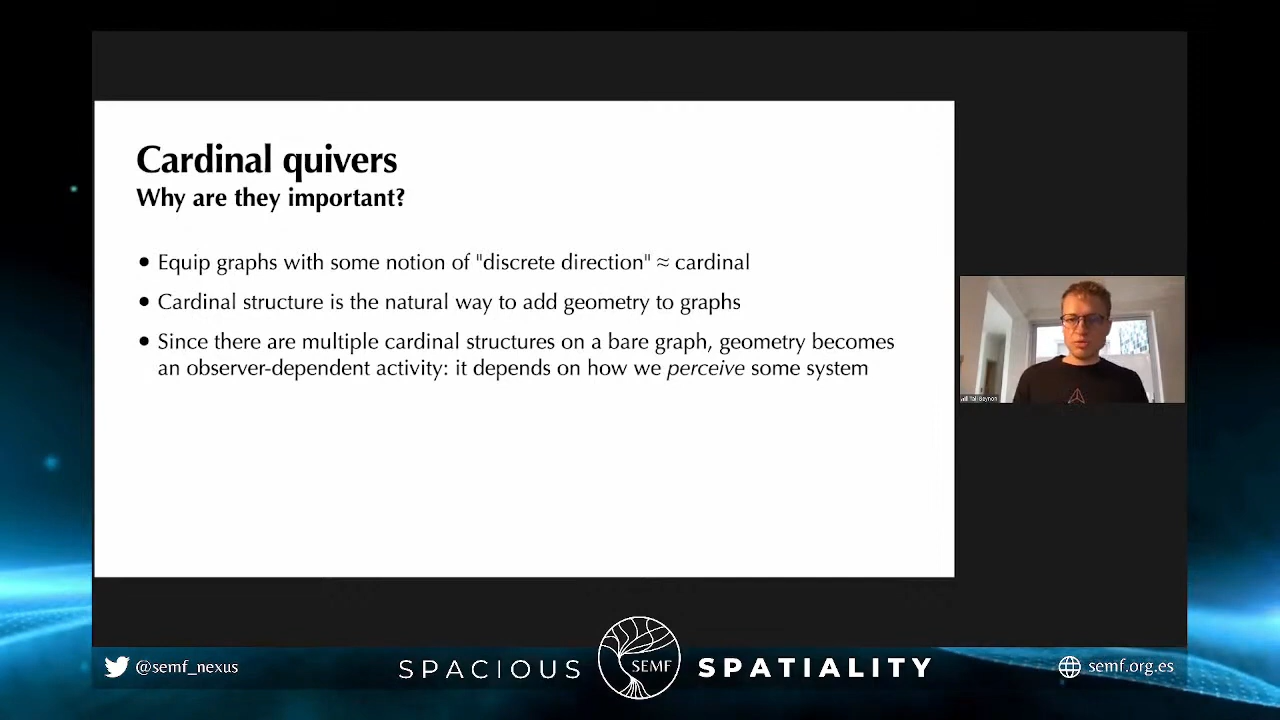 Cardinal quivers
Why are they important?
• Equip graphs with some notion of "discrete direction" ≈ cardinal
• Cardinal structure is the natural way to add geometry to graphs
• Since there are multiple cardinal structures on a bare graph, geometry becomes
an observer-dependent activity: it depends on how we perceive some system
Tali Beynon
@semf_nexus
SPACIOUS
SEMF
SPATIALITY
semf.org.es